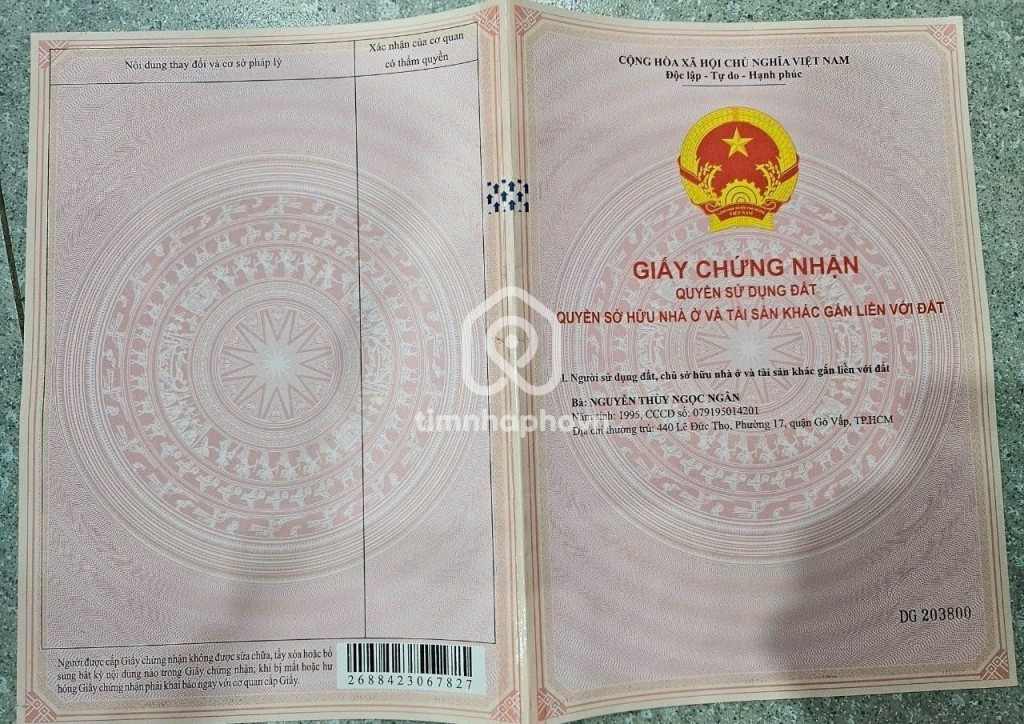 Nội dung thay đổi và cơ sở pháp lý
Xác nhận của cơ quan
có thẩm quyền
Người được cấp Giấy chứng nhận không được sửa chữa, tẩy xóa hoặc bổ
sung bất kỳ nội dung nào trong Giấy chứng nhận; khi bị mất hoặc hư
hỏng Giấy chứng nhận phải khai báo ngay với cơ quan cấp Giấy.
2688423067827
CỘNG HÒA XÃ HỘI CHỦ NGHĨA VIỆT NAM
Độc lập - Tự do - Hạnh phúc
VIỆT NAM
GIẤY CHỨNG NHẬN
QUYỀN SỬ DỤNG ĐẤT
QUYỀN SỞ HỮU NHÀ Ở VÀ TÀI SẢN KHÁC GẮN LIỀN VỚI ĐẤT
I. Người sử dụng đất, chủ sở hữu nhà ở và tài sản khác gắn liền với đất
Bà: NGUYỄN THÙY NGỌC NGÂN
Năm sinh: 1995, CCCD số: 079195014201
Địa chỉ thường trú: 440 Lê Đức Thọ, Phường 17, quận Gò Vấp, TP.HCM
timnhapho
DG 203800